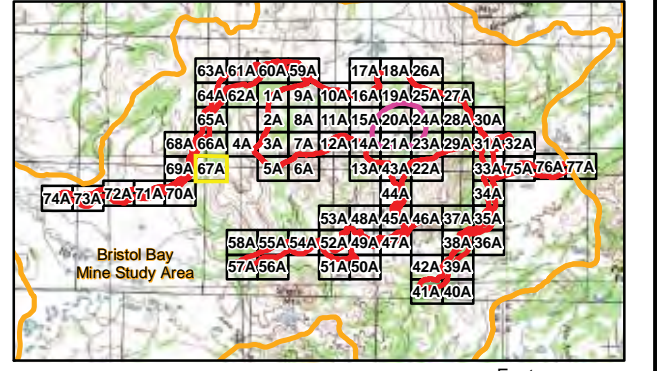 63A 61A 60A 59A 17A 18A 26A
64A 62A 1A 9A 10A 16A 19A 25A 27A
65A 2A 8A 11A 15A 20A 24A 28A 30A
68A 66A 4A 3A 7A 12A 14A 21A 23A 29A 31A 32A
69A 67A 5A 6A 13A 43A 22A 33A 75A 76A 77A
74A 73A 72A 71A 70A 44A 34A
53A 48A 45A 46A 37A 35A
58A 55A 54A 52A 49A 47A 38A 36A
Bristol Bay
Mine Study Area
57A 56A 51A 50A 42A 39A
41A 40A